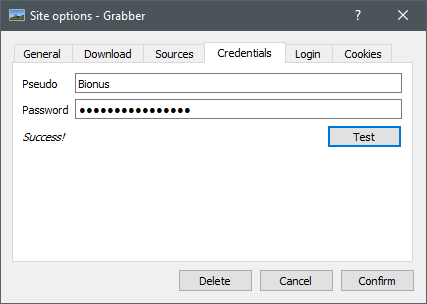 Site options - Grabber
General Download Sources Credentials Login Cookies
Pseudo Bionus
Password ●●●●●●●●●●●●●●●●
Success! Test
Delete Cancel Confirm